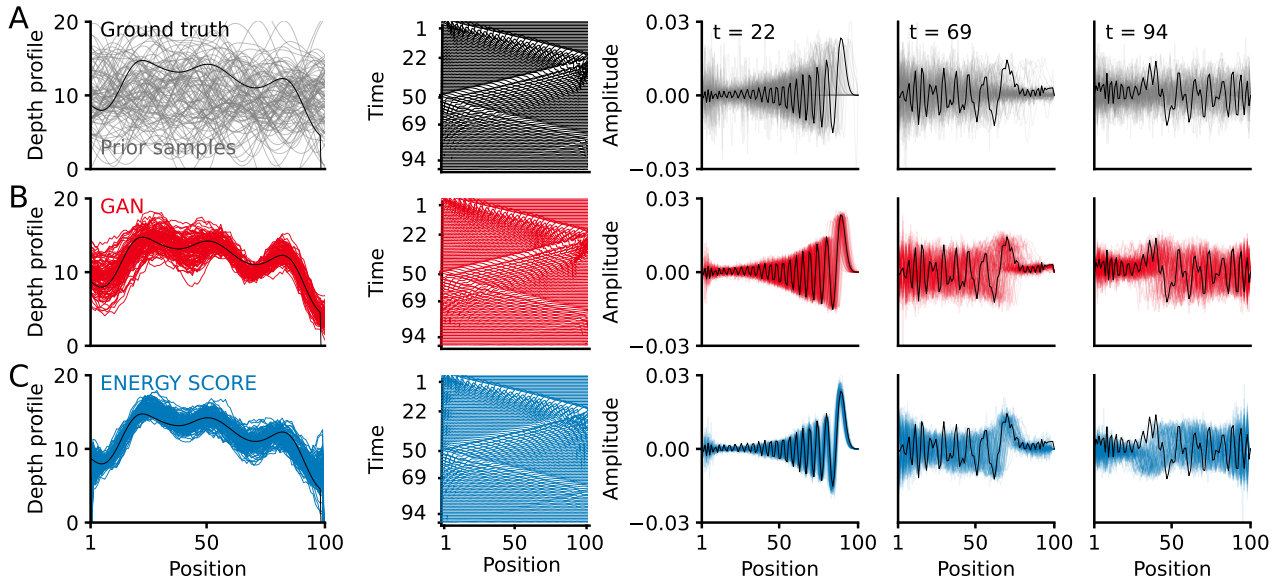 A
20
10
0
Depth profile
Ground truth
Prior samples
1
22
50
69
94
Time
0.03
0.00
−0.03
Amplitude
t = 22
t = 69
t = 94
B
20
10
0
Depth profile
GAN
1
22
50
69
94
Time
0.03
0.00
−0.03
Amplitude
C
20
10
0
Depth profile
ENERGY SCORE
1
22
50
69
94
Time
0.03
0.00
−0.03
Amplitude
1 50 100
Position
1 50 100
Position
1 50 100
Position
1 50 100
Position
1 50 100
Position